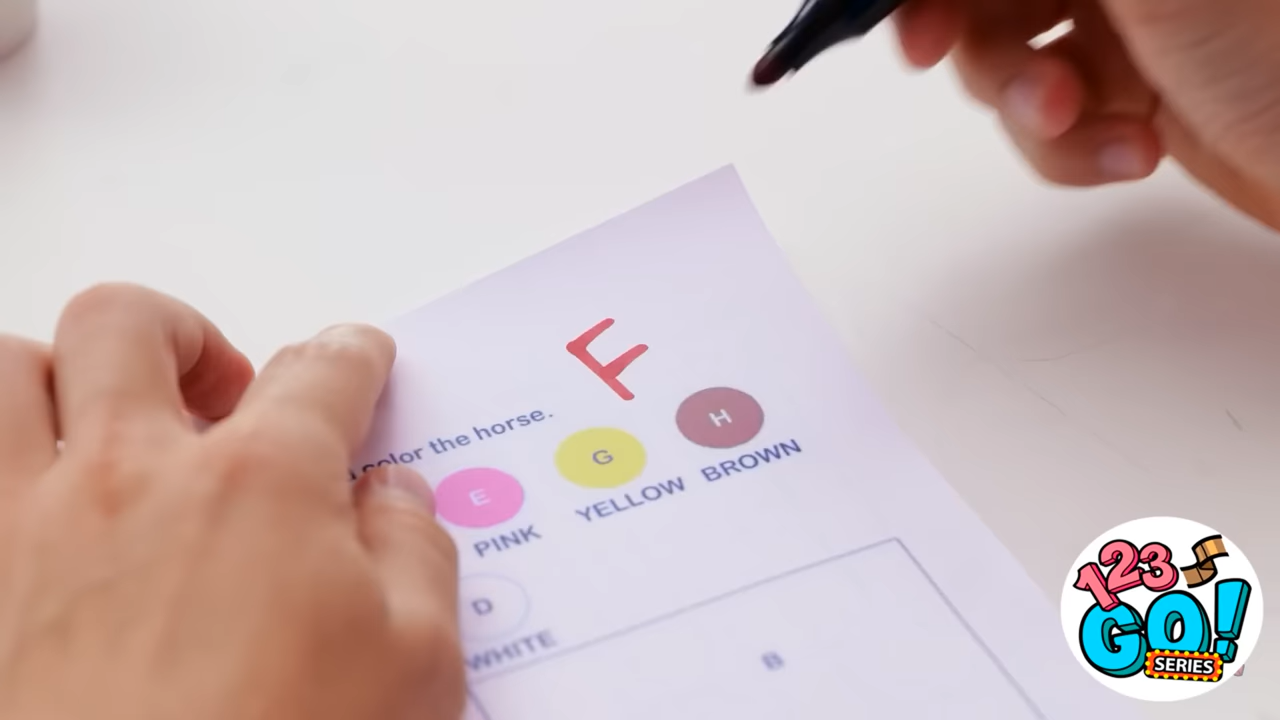 F
color the horse.
E
G
H
PINK
YELLOW
BROWN
D
WHITE
B
123
GO!
SERIES